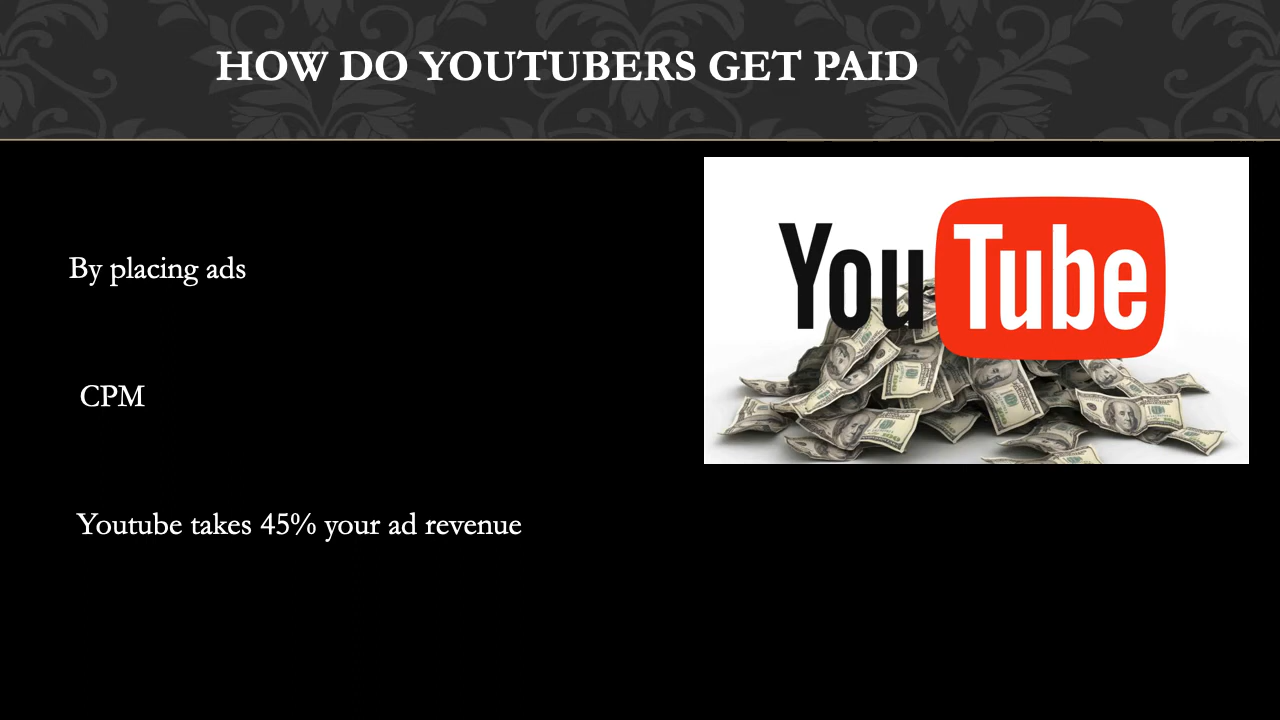 HOW DO YOUTUBERS GET PAID
By placing ads
CPM
Youtube takes 45% your ad revenue
YouTube